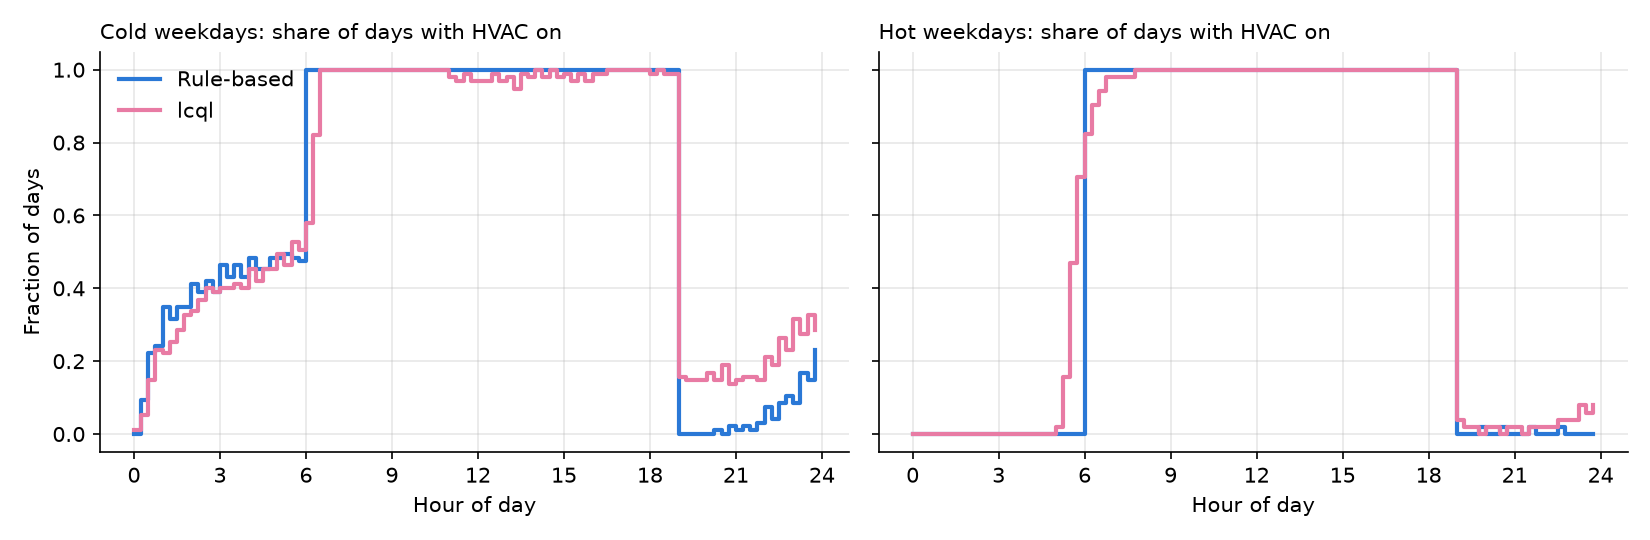 Cold weekdays: share of days with HVAC on
Rule-based
lcql
1.0
0.8
0.6
0.4
0.2
0.0
Fraction of days
0 3 6 9 12 15 18 21 24
Hour of day
Hot weekdays: share of days with HVAC on
0 3 6 9 12 15 18 21 24
Hour of day